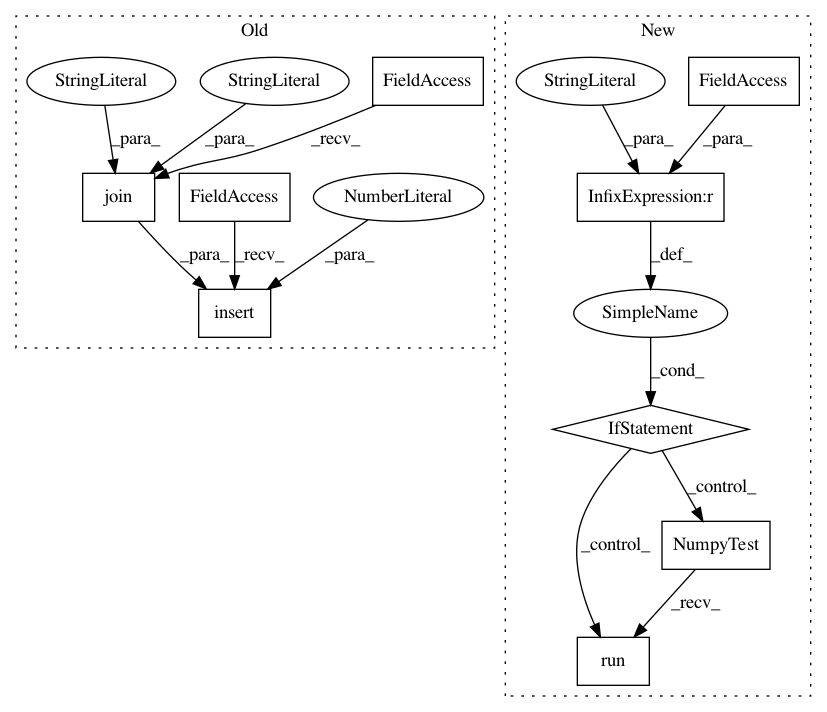 Old
New
StringLiteral
StringLiteral
FieldAccess
StringLiteral
FieldAccess
_para_
_para_
_recv_
_para_
_para_
join
FieldAccess
NumberLiteral
InfixExpression:r
_para_
_recv_
_para_
_def_
insert
SimpleName
_cond_
IfStatement
_control_
_control_
NumpyTest
_recv_
run